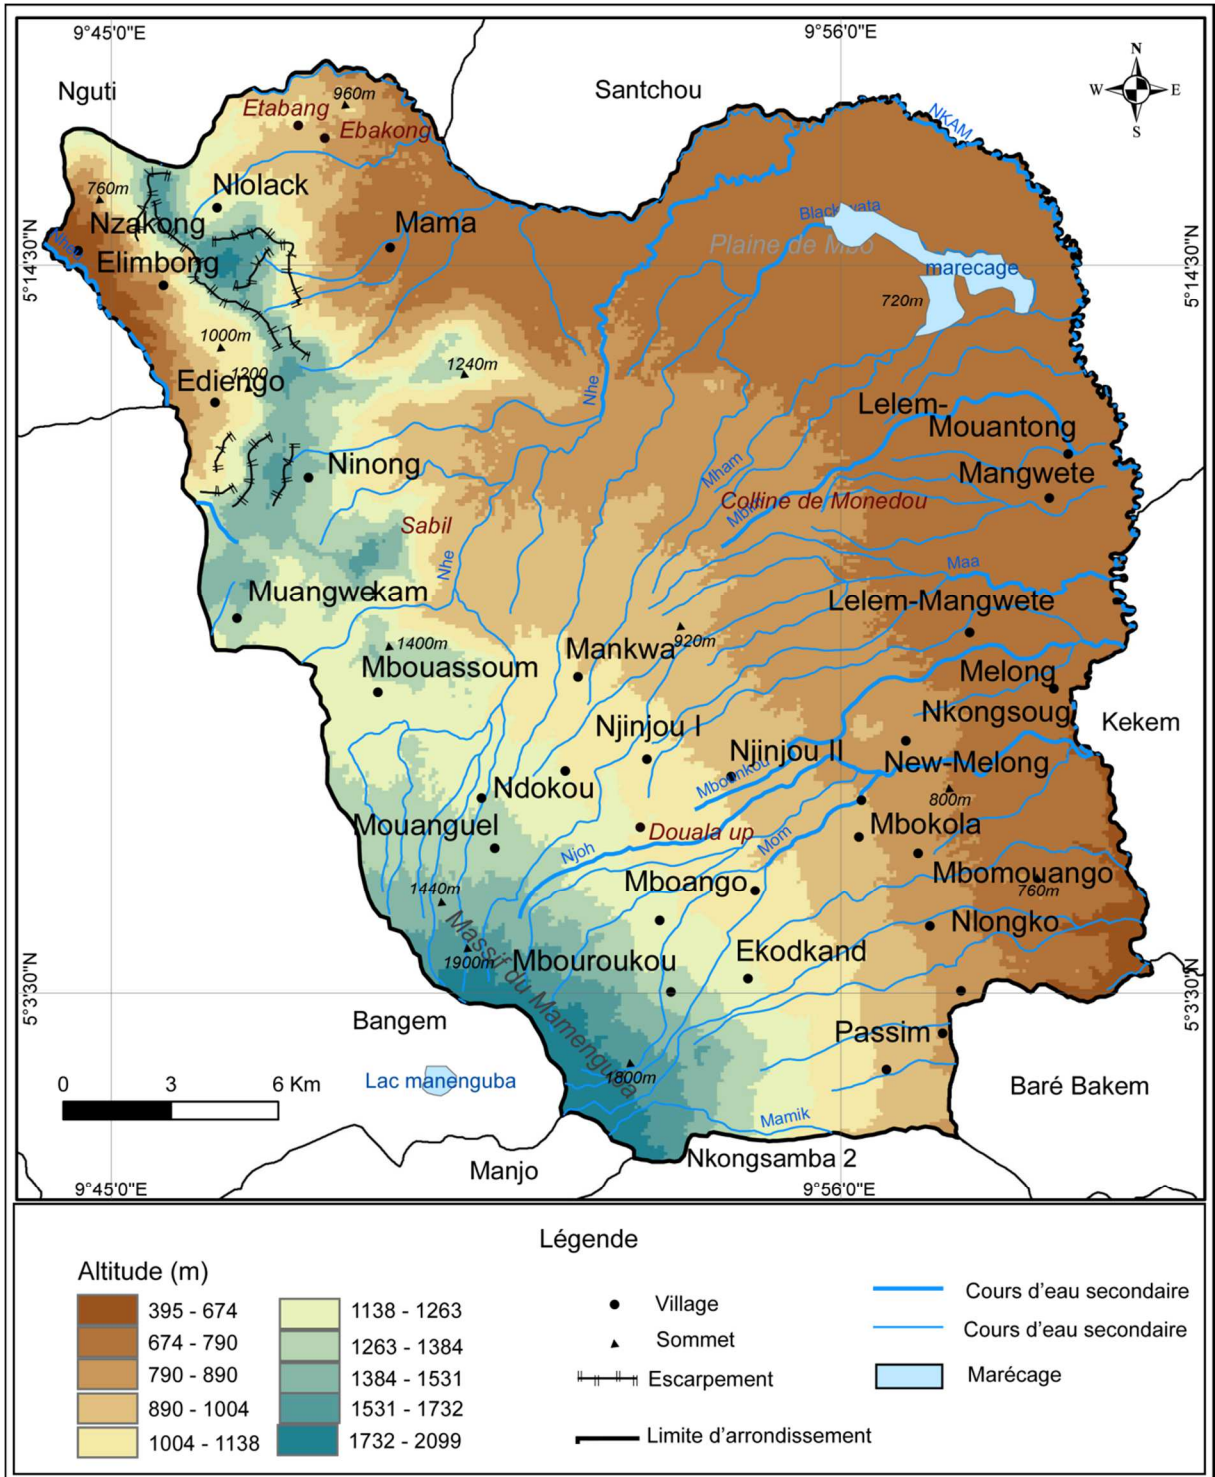 9°45'0"E
9°56'0"E
N
W
E
S
Nguti
Santchou
960m
Etabang
Ebakong
NKAM
760m
Nlolack
Nzakong
Mama
Blackwata
Plaine de Mbo
5°14'30"N
5°14'30"N
Elimbong
marecage
720m
1000m
1200
1240m
Ediengo
Nhe
Lelem-
Mouantong
Ninong
Mham
Mangwete
Colline de Monedou
Sabil
Nhe
Maa
Muangwekam
Lelem-Mangwete
920m
1400m
Mankwa
Mbouassoum
Melong
Nkongsoug
Njinjou I
Kekem
Njinjou II
New-Melong
Mbounkou
Ndokou
800m
Mouanguel
Douala up
Mbokola
Mom
Njoh
Mboango
Mbomouango
760m
1440m
Nlongko
Massif du Mamenguba
1900m
Mbouroukou
Ekodkand
5°3'30"N
5°3'30"N
Bangem
Passim
Lac manenguba
1800m
Baré Bakem
0 3 6 Km
Mamik
Manjo
Nkongsamba 2
9°45'0"E
9°56'0"E
Légende
Altitude (m)
395 - 674
674 - 790
790 - 890
890 - 1004
1004 - 1138
1138 - 1263
1263 - 1384
1384 - 1531
1531 - 1732
1732 - 2099
Village
Sommet
Escarpement
Limite d'arrondissement
Cours d'eau secondaire
Cours d'eau secondaire
Marécage